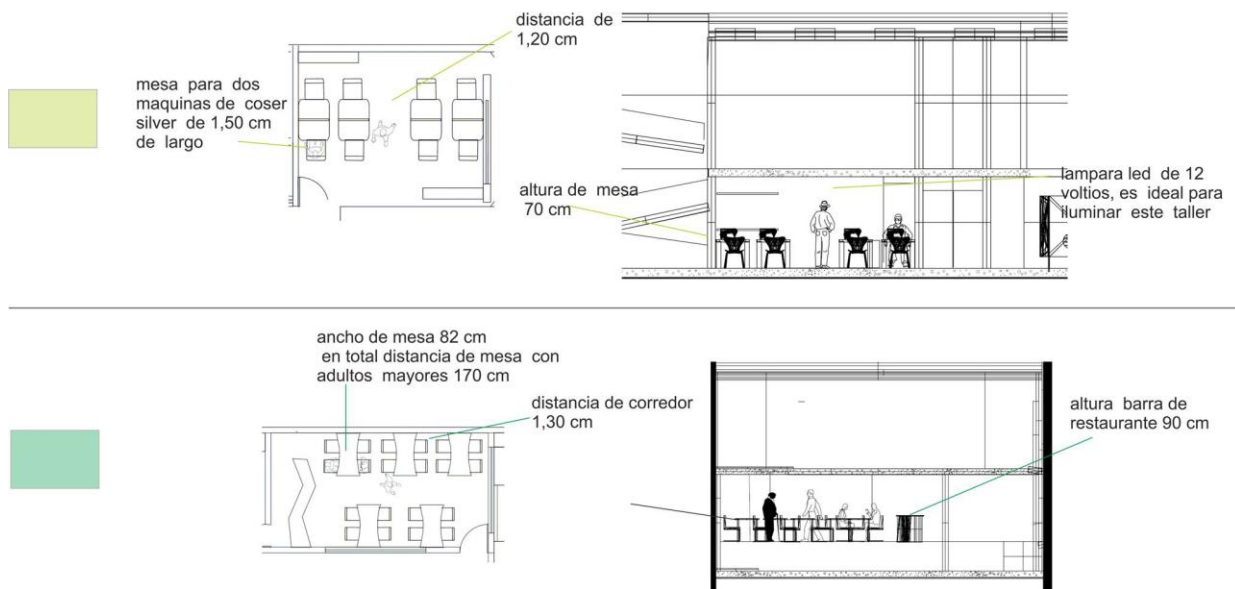 distancia de
1,20 cm
mesa para dos
maquinas de coser
silver de 1,50 cm
de largo
altura de mesa
70 cm
lampara led de 12
voltios, es ideal para
iluminar este taller
ancho de mesa 82 cm
en total distancia de mesa con
adultos mayores 170 cm
distancia de corredor
1,30 cm
altura barra de
restaurante 90 cm